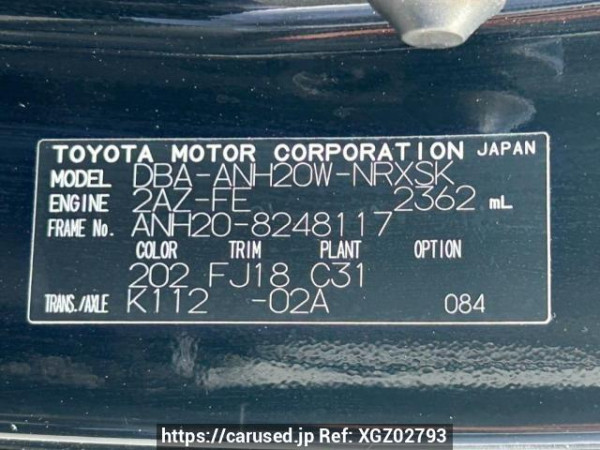 TOYOTA MOTOR CORPORATION JAPAN
MODEL DBA-ANH20W-NRXSK
ENGINE 2AZ-FE 2362 mL
FRAME No. ANH20-8248117
COLOR TRIM PLANT OPTION
202 FJ18 C31
TRANS./AXLE K112 -02A 084
https://carused.jp Ref: XGZ02793